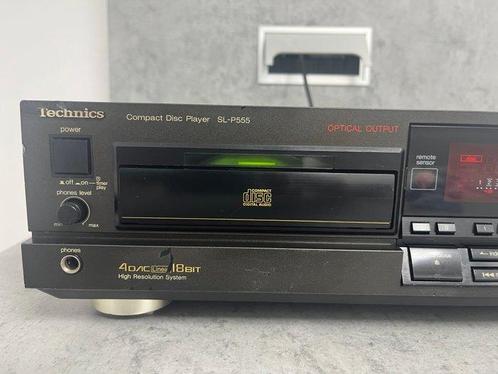 Technics
Compact Disc Player SL-P555
OPTICAL OUTPUT
power
off on timer play
phones level
min max
remote sensor
disc
COMPACT
disc
DIGITAL AUDIO
phones
4DAC Linear 18BIT
High Resolution System